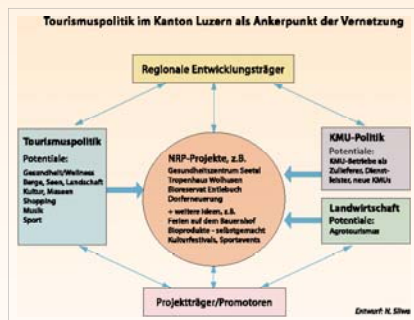 Tourismuspolitik im Kanton Luzern als Ankerpunkt der Vernetzung
Regionale Entwicklungsträger
Tourismuspolitik
Potentiale:
Gesundheit/Wellness
Berge, Seen, Landschaft
Kultur, Museen
Shopping
Musik
Sport
NRP-Projekte, z.B.
Gesundheitszentrum Seetal
Tropenhaus Wolhusen
Bioreservat Entlebuch
Dorferneuerung
+ weitere Ideen, z.B.
Ferien auf dem Bauernhof
Bioprodukte - selbstgemacht
Kulturfestivals, Sportevents
KMU-Politik
Potentiale:
KMU-Betriebe als
Zulieferer, Dienst-
leister, neue KMUs
Landwirtschaft
Potentiale:
Agrotourismus
Projektträger/Promotoren
Entwurf: N. Sliwa